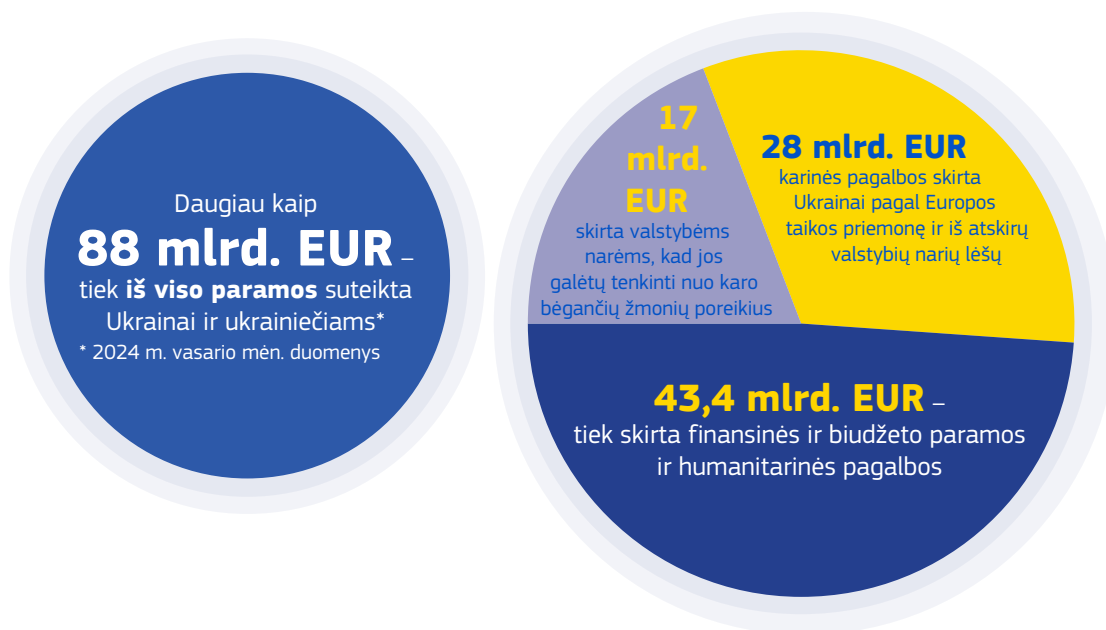 Daugiau kaip
88 mlrd. EUR –
tiek iš viso paramos suteikta
Ukrainai ir ukrainiečiams*
* 2024 m. vasario mėn. duomenys
17
mlrd.
EUR
skirta valstybėms
narėms, kad jos
galėtų tenkinti nuo karo
bėgančių žmonių poreikius
28 mlrd. EUR
karinės pagalbos skirta
Ukrainai pagal Europos
taikos priemonę ir iš atskirų
valstybių narių lėšų
43,4 mlrd. EUR –
tiek skirta finansinės ir biudžeto paramos
ir humanitarinės pagalbos